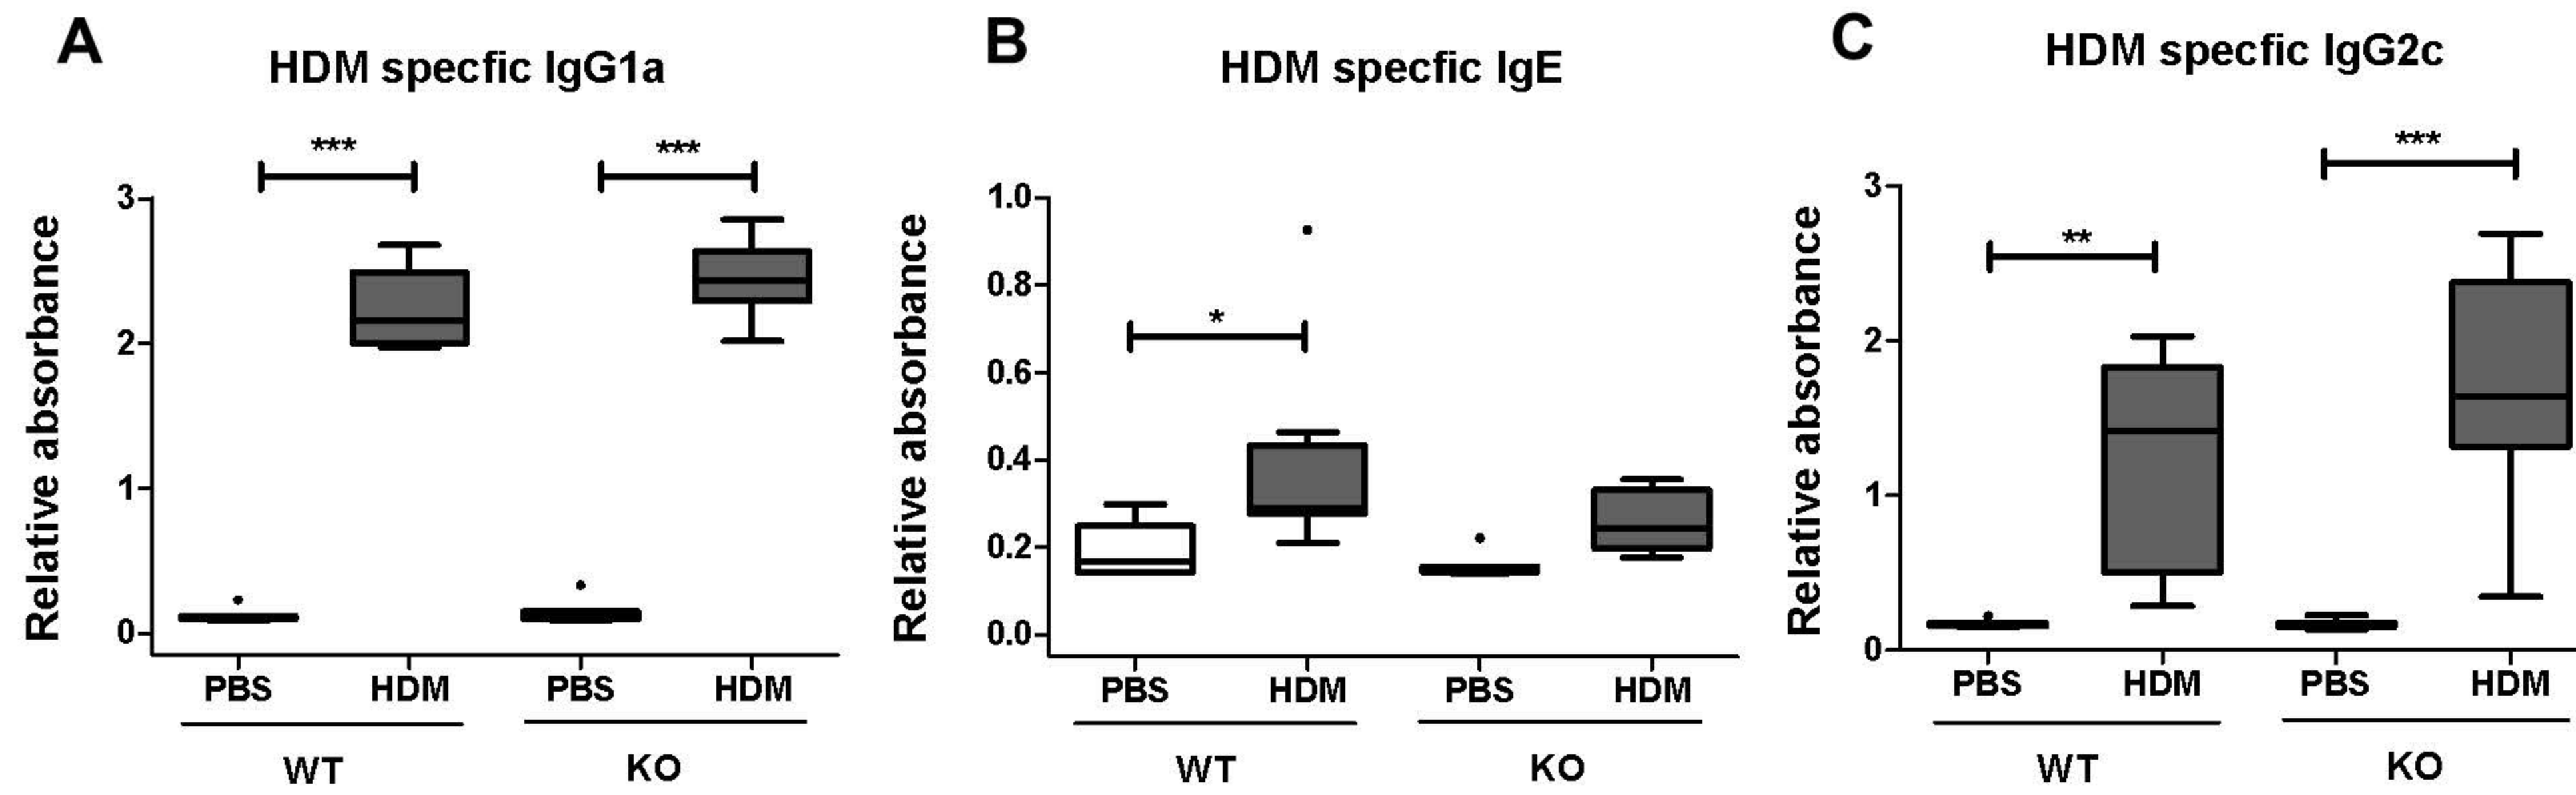 A
HDM specfic IgG1a
Relative absorbance
***
***
3
2
1
0
PBS HDM PBS HDM
WT KO
B
HDM specfic IgE
Relative absorbance
*
1.0
0.8
0.6
0.4
0.2
0.0
PBS HDM PBS HDM
WT KO
C
HDM specfic IgG2c
Relative absorbance
***
**
3
2
1
0
PBS HDM PBS HDM
WT KO